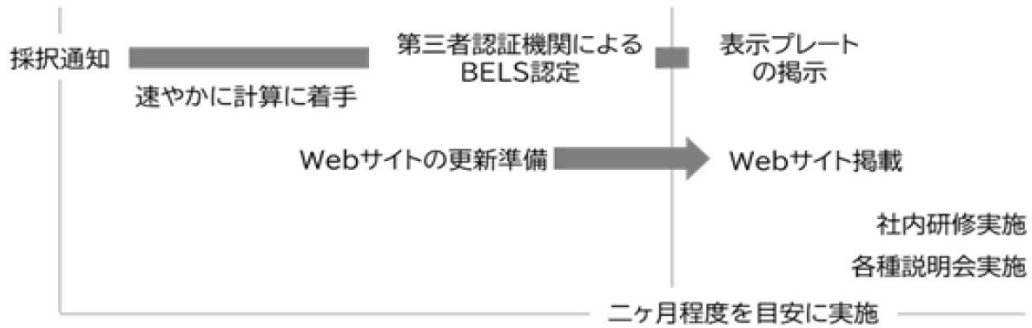 採択通知
速やかに計算に着手
第三者認証機関による
BELS認定
表示プレート
の掲示
Webサイトの更新準備
Webサイト掲載
社内研修実施
各種説明会実施
二ヶ月程度を目安に実施